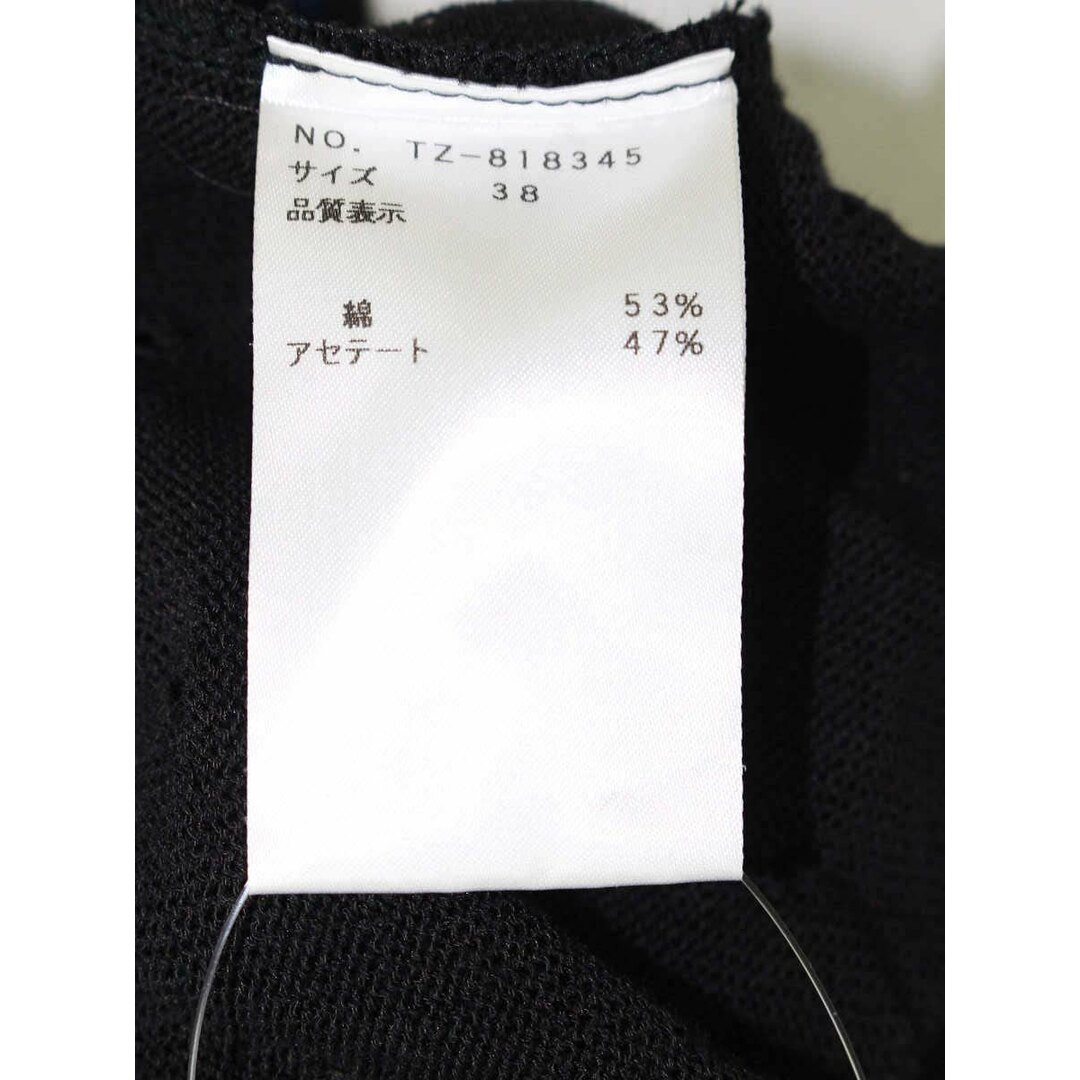 NO. TZ-818345
サイズ 38
品質表示
綿 53%
アセテート 47%